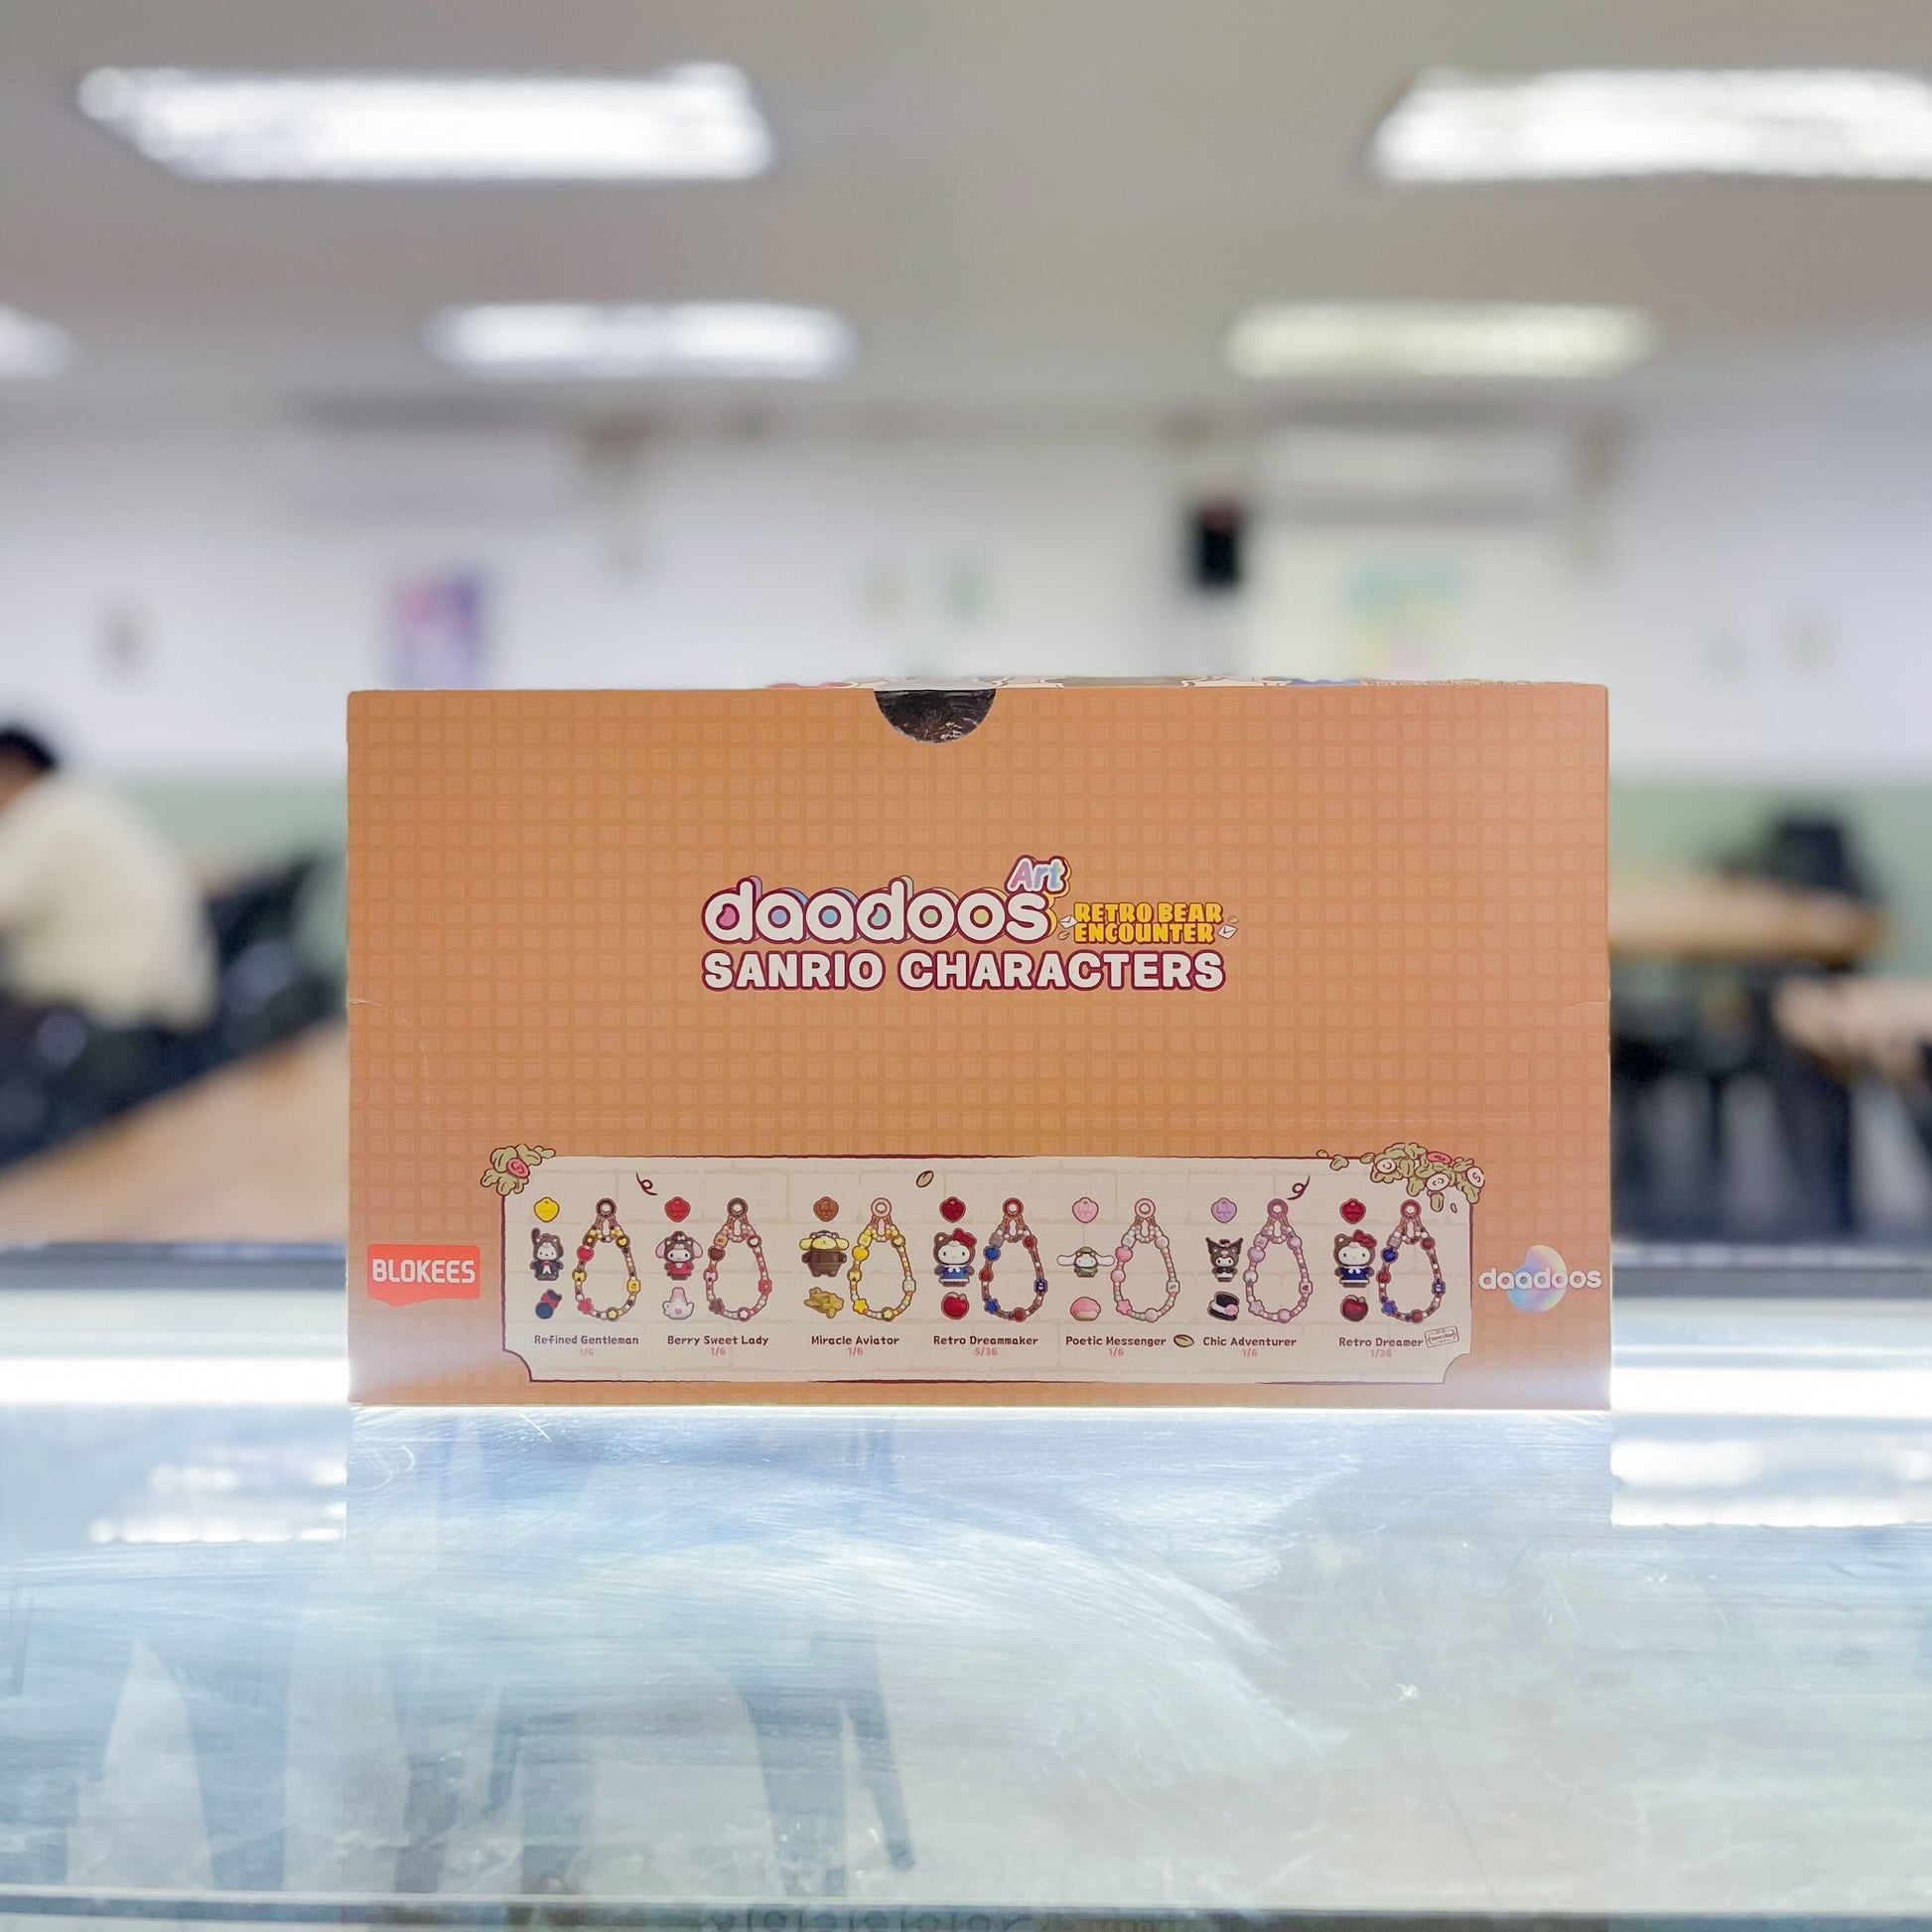 Art
daadoos
RETRO BEAR
ENCOUNTER
SANRIO CHARACTERS
BLOKEES
Refined Gentleman
1/6
Berry Sweet Lady
1/6
Miracle Aviator
1/6
Retro Dreammaker
5/36
Poetic Messenger
1/6
Chic Adventurer
1/6
Retro Dreamer
1/36
daadoos